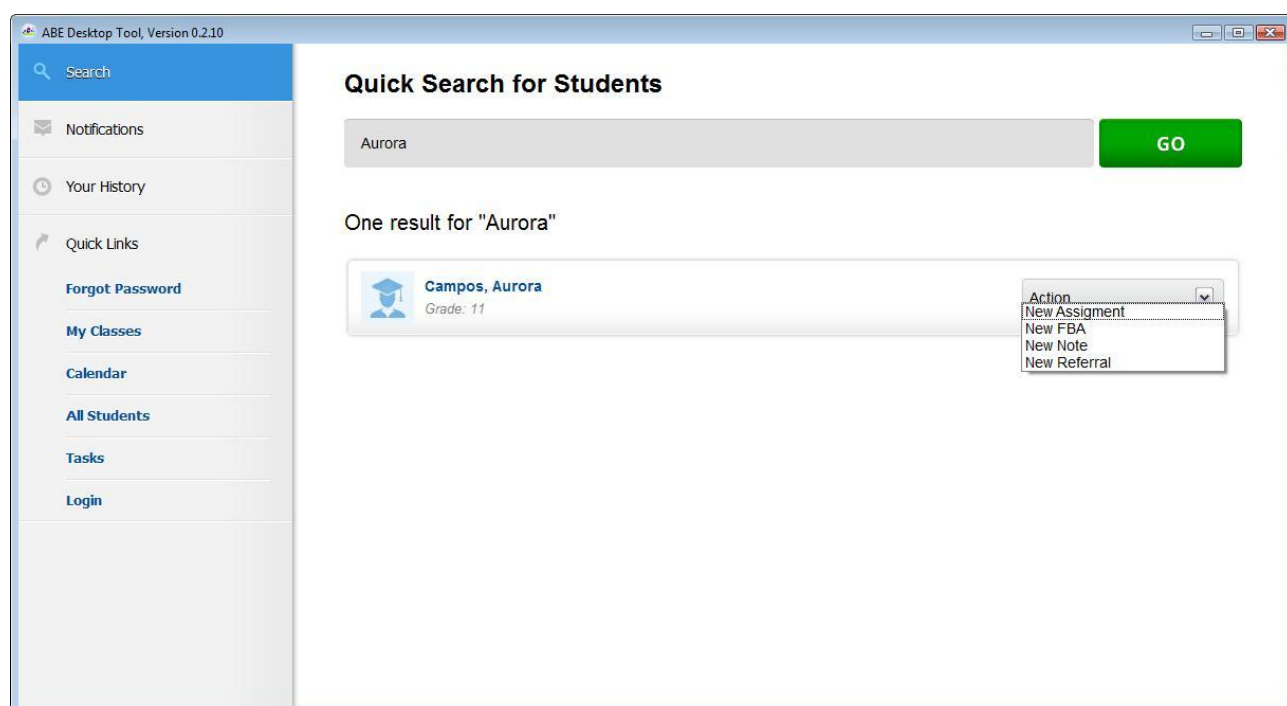 ABE Desktop Tool, Version 0.2.10
Search
Notifications
Your History
Quick Links
Forgot Password
My Classes
Calendar
All Students
Tasks
Login
Quick Search for Students
Aurora
GO
One result for "Aurora"
Campos, Aurora
Grade: 11
Action
New Assigment
New FBA
New Note
New Referral